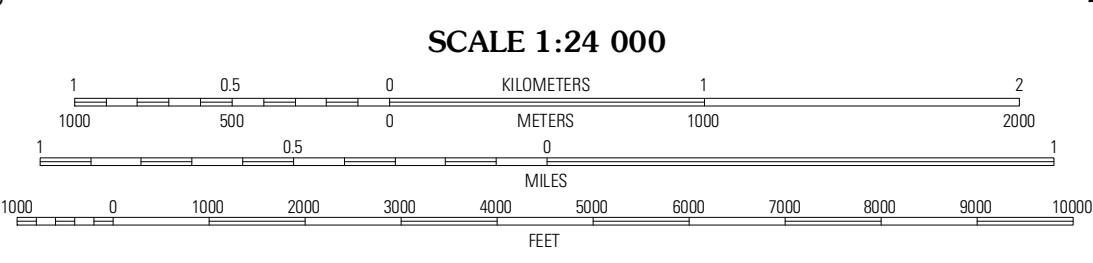 SCALE 1:24 000
1 0.5 0 KILOMETERS 1 2
1000 500 0 METERS 1000 2000
1 0.5 0 1
MILES
1000 0 1000 2000 3000 4000 5000 6000 7000 8000 9000 10000
FEET